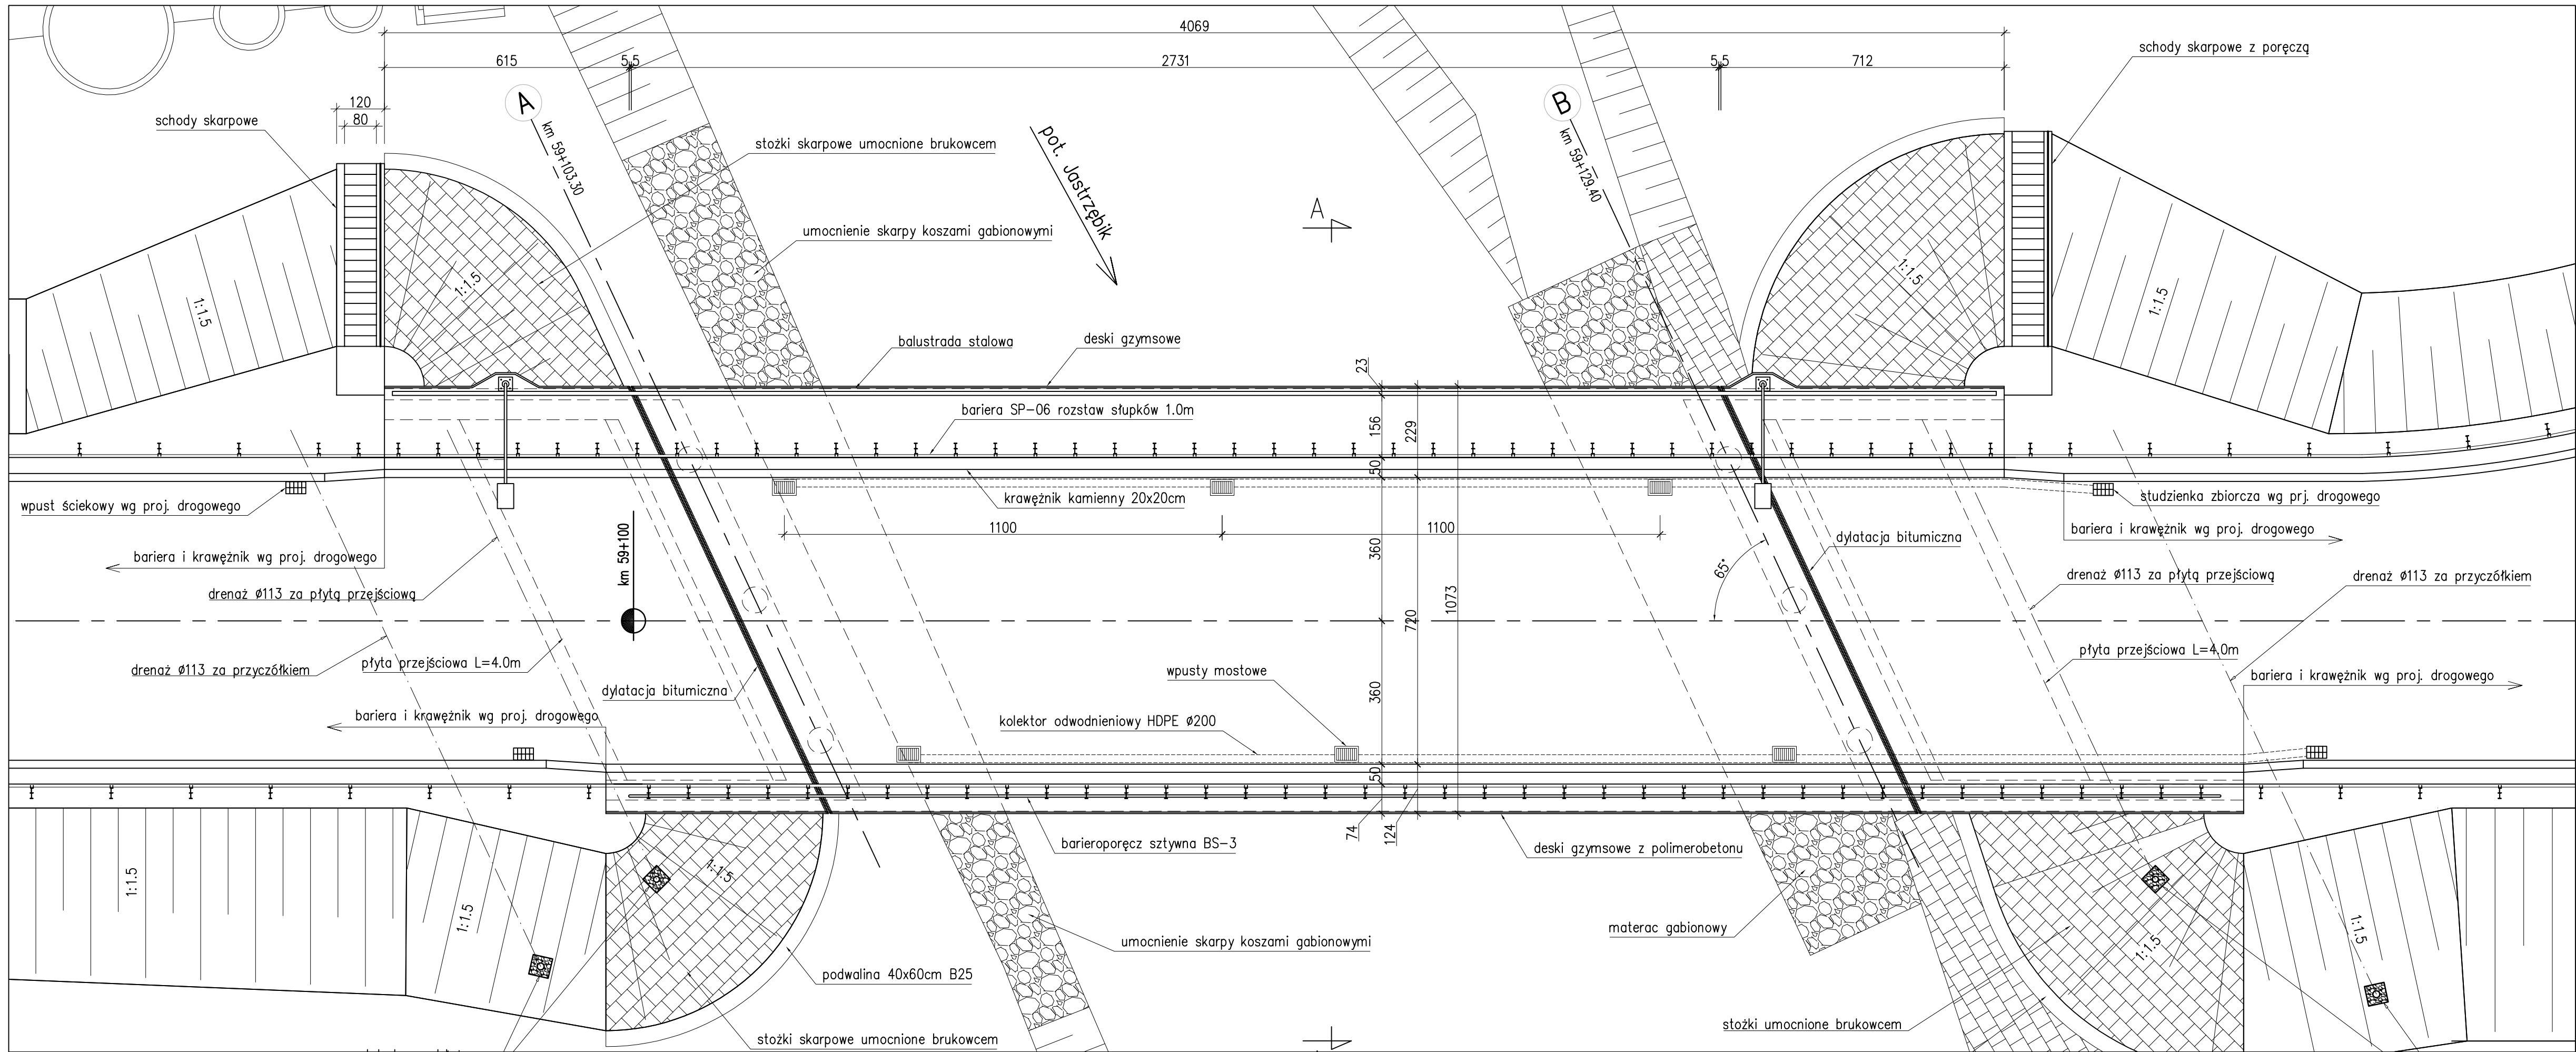 4069
615
5,5
2731
5,5
712
schody skarpowe z poręczą
120
80
schody skarpowe
A
km 59+103.30
B
km 59+129.40
pot. Jastrzębik
stożki skarpowe umocnione brukowcem
umocnienie skarpy koszami gabionowymi
A
1:1.5
1:1.5
1:1.5
1:1.5
balustrada stalowa
deski gzymsowe
23
bariera SP-06 rozstaw słupków 1.0m
156
229
50
krawężnik kamienny 20x20cm
wpust ściekowy wg proj. drogowego
studzienka zbiorcza wg prj. drogowego
1100
1100
km 59+100
360
bariera i krawężnik wg proj. drogowego
bariera i krawężnik wg proj. drogowego
dylatacja bituminczna
65°
drenaż ø113 za płytą przejściową
drenaż ø113 za płytą przejściową
drenaż ø113 za przyczółkiem
1073
720
drenaż ø113 za przyczółkiem
płyta przejściowa L=4.0m
płyta przejściowa L=4.0m
wpusty mostowe
dylatacja bitumiczna
360
bariera i krawężnik wg proj. drogowego
bariera i krawężnik wg proj. drogowego
kolektor odwodnieniowy HDPE ø200
50
74
124
barieroporęcz sztywna BS-3
deski gzymsowe z polimerobetonu
1:1.5
1:1.5
1:1.5
1:1.5
1:1.5
materac gabionowy
umocnienie skarpy koszami gabionowymi
podwalina 40x60cm B25
stożki umocnione brukowcem
stożki skarpowe umocnione brukowcem